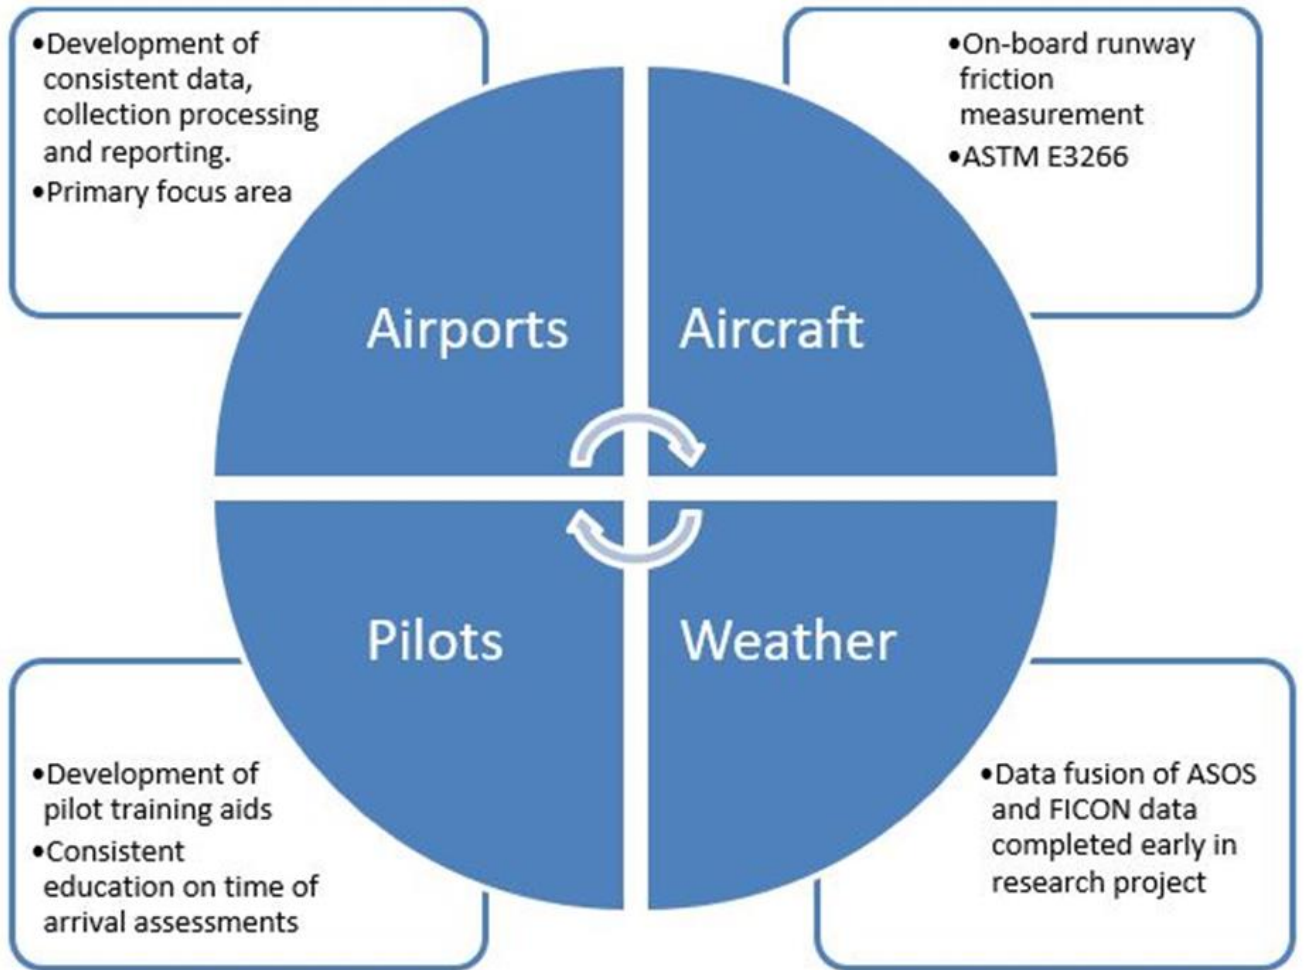 •Development of
consistent data,
collection processing
and reporting.
•Primary focus area
•On-board runway
friction
measurement
•ASTM E3266
Airports
Aircraft
Pilots
Weather
•Development of
pilot training aids
•Consistent
education on time of
arrival assessments
•Data fusion of ASOS
and FICON data
completed early in
research project